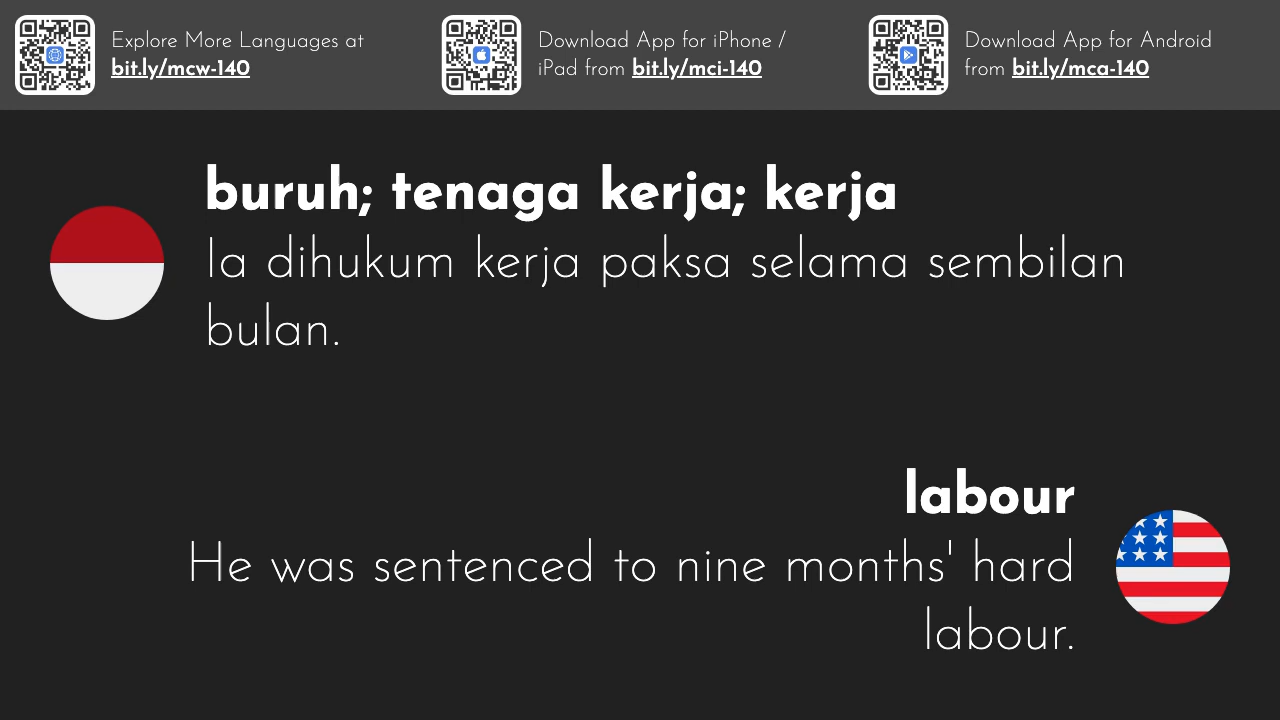 Explore More Languages at
bit.ly/mcw-140
Download App for iPhone /
iPad from bit.ly/mci-140
Download App for Android
from bit.ly/mca-140
buruh; tenaga kerja; kerja
Ia dihukum kerja paksa selama sembilan
bulan.
labour
He was sentenced to nine months' hard
labour.